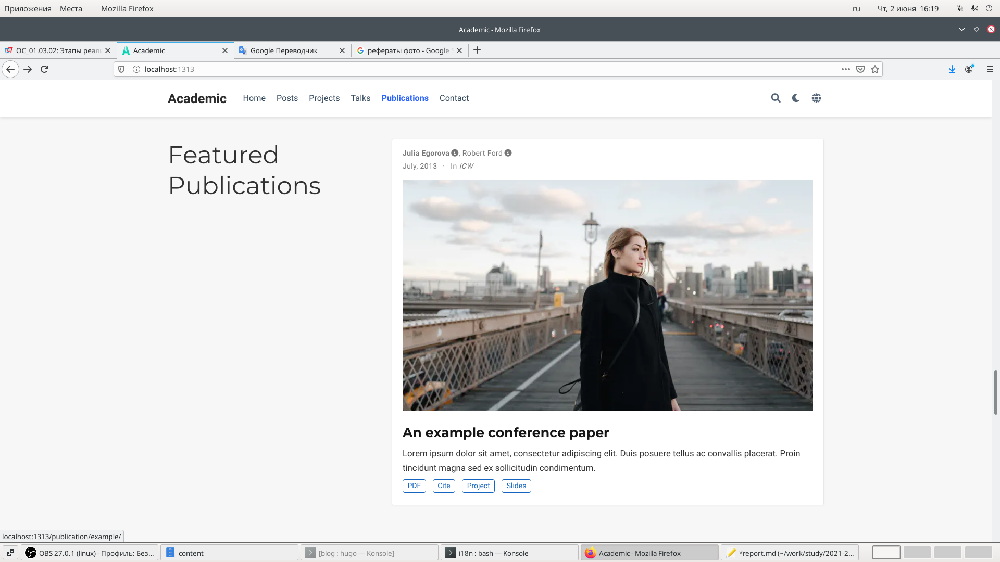 Приложения Места Mozilla Firefox ru Чт, 2 июня 16:19
Academic - Mozilla Firefox
ОС_01.03.02: Этапы реал Academic Google Переводчик рефераты фото - Google S
localhost:1313
Academic Home Posts Projects Talks Publications Contact
Featured
Publications
Julia Egorova, Robert Ford
July, 2013 · In ICW
An example conference paper
Lorem ipsum dolor sit amet, consectetur adipiscing elit. Duis posuere tellus ac convallis placerat. Proin
tincidunt magna sed ex sollicitudin condimentum.
PDF Cite Project Slides
localhost:1313/publication/example/
OBS 27.0.1 (linux) - Профиль: Без... content [blog : hugo — Konsole] i18n : bash — Konsole Academic - Mozilla Firefox *report.md (~/work/study/2021-2...